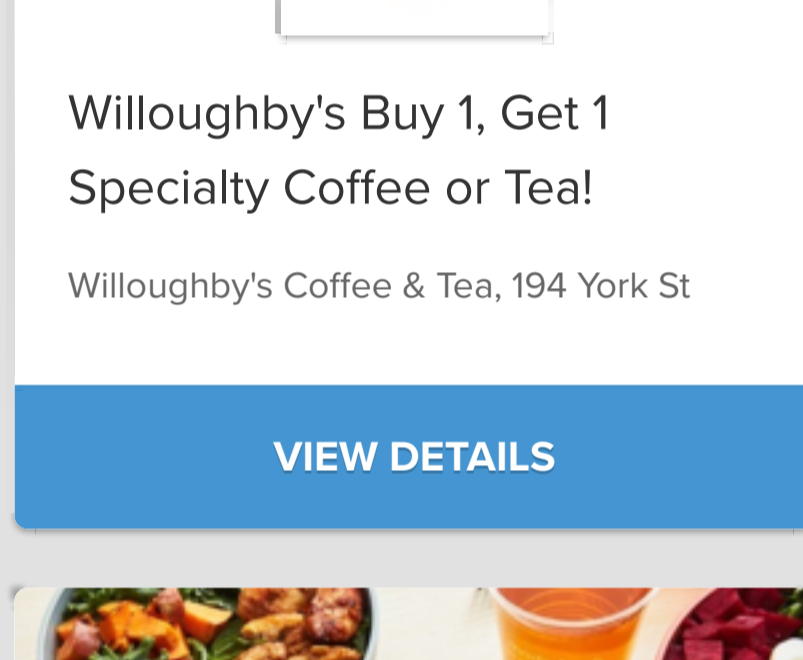 Willoughby's Buy 1, Get 1
Specialty Coffee or Tea!
Willoughby's Coffee & Tea, 194 York St
VIEW DETAILS